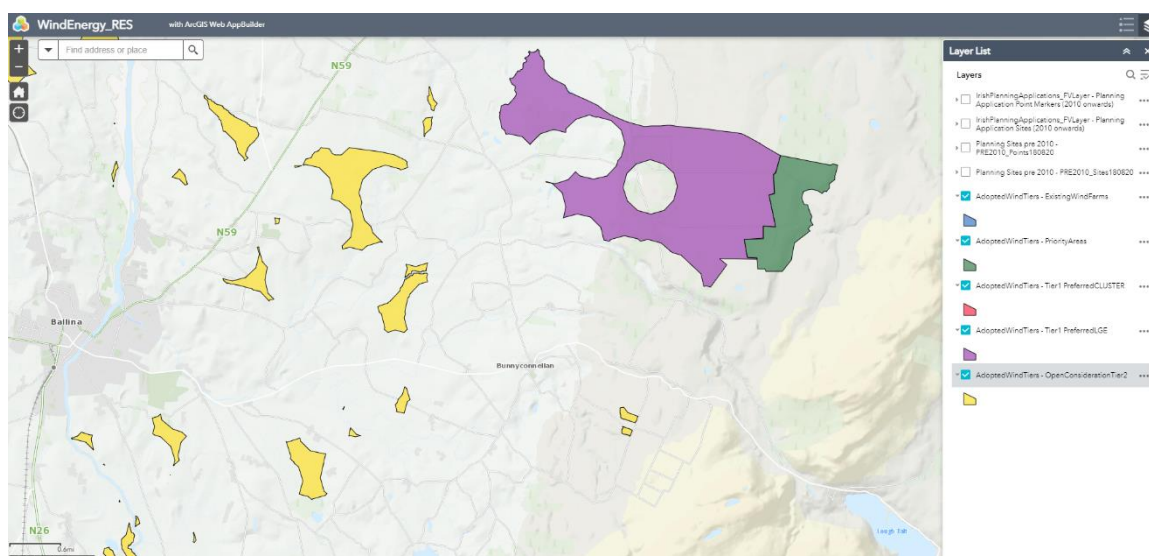 WindEnergy_RES
with ArcGIS Web AppBuilder
Find address or place
Layer List
Layers
IrishPlanningApplications_FVLayer - Planning
Application Point Markers (2010 onwards)
IrishPlanningApplications_FVLayer - Planning
Application Sites (2010 onwards)
Planning Sites pre 2010 -
PRE2010_Points180820
Planning Sites pre 2010 - PRE2010_Sites180820
AdoptedWindTiers - ExistingWindFarms
AdoptedWindTiers - PriorityAreas
AdoptedWindTiers - Tier1 PreferredCLUSTER
AdoptedWindTiers - Tier1 PreferredLGE
AdoptedWindTiers - OpenConsiderationTier2
N59
N59
Ballina
Bunnyconnellan
Lough Talt
N26
0.6mi